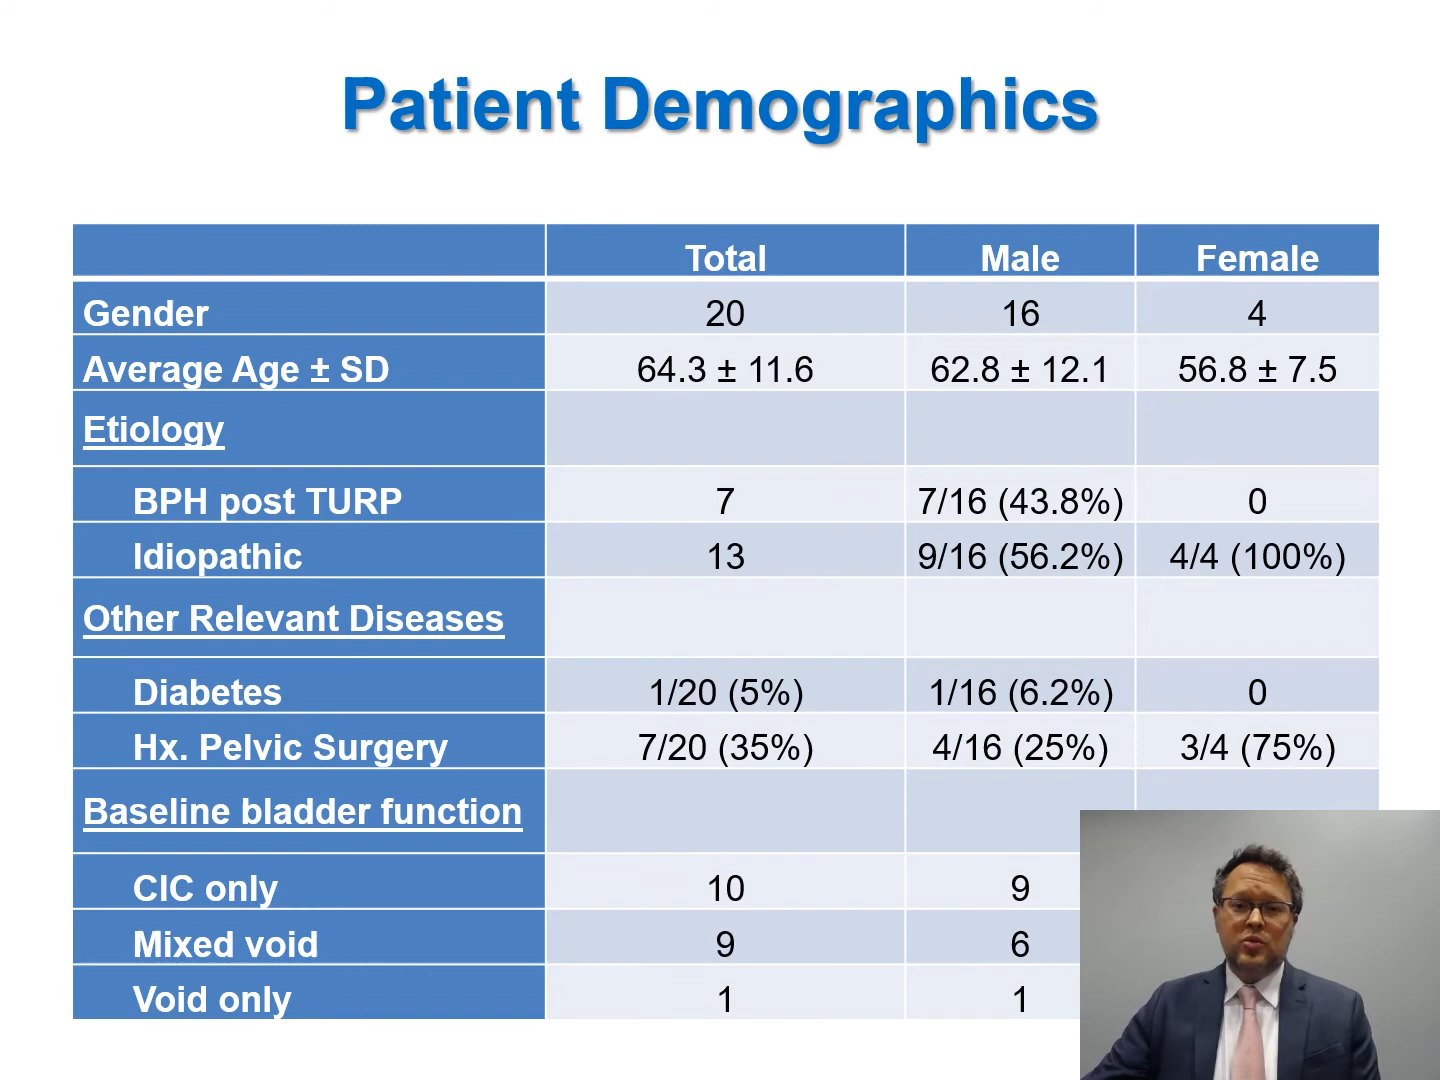 Patient Demographics
Total Male Female
Gender 20 16 4
Average Age ± SD 64.3 ± 11.6 62.8 ± 12.1 56.8 ± 7.5
Etiology
BPH post TURP 7 7/16 (43.8%) 0
Idiopathic 13 9/16 (56.2%) 4/4 (100%)
Other Relevant Diseases
Diabetes 1/20 (5%) 1/16 (6.2%) 0
Hx. Pelvic Surgery 7/20 (35%) 4/16 (25%) 3/4 (75%)
Baseline bladder function
CIC only 10 9
Mixed void 9 6
Void only 1 1